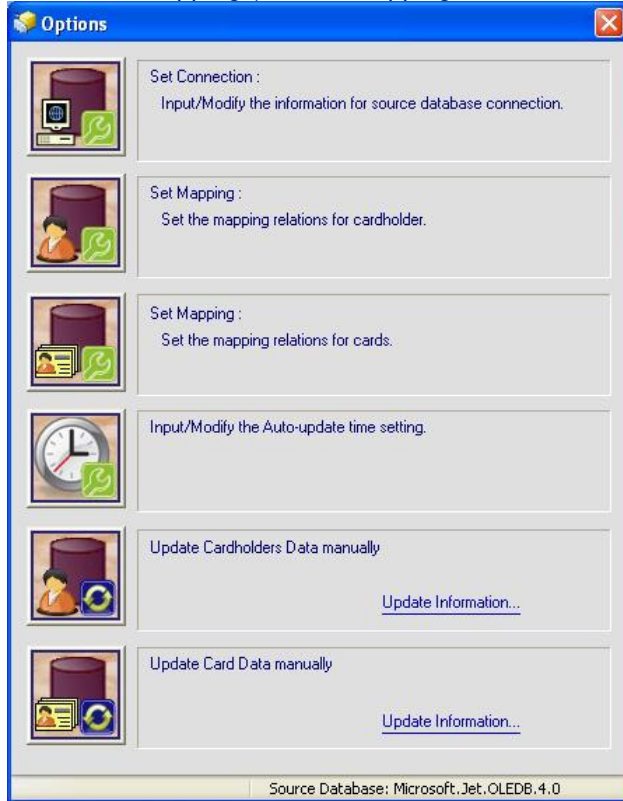 Options
Set Connection :
Input/Modify the information for source database connection.
Set Mapping :
Set the mapping relations for cardholder.
Set Mapping :
Set the mapping relations for cards.
Input/Modify the Auto-update time setting.
Update Cardholders Data manually
Update Information...
Update Card Data manually
Update Information...
Source Database: Microsoft.Jet.OLEDB.4.0